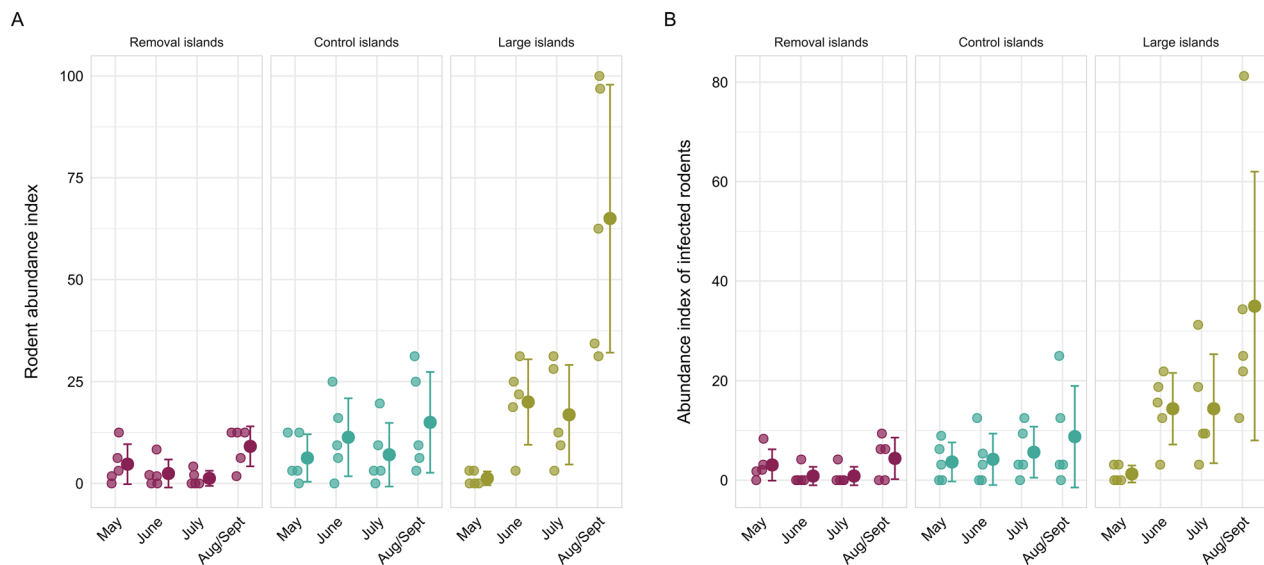 A
Removal islands
Control islands
Large islands
Rodent abundance index
100
75
50
25
0
May
June
July
Aug/Sept
May
June
July
Aug/Sept
May
June
July
Aug/Sept
B
Removal islands
Control islands
Large islands
Abundance index of infected rodents
80
60
40
20
0
May
June
July
Aug/Sept
May
June
July
Aug/Sept
May
June
July
Aug/Sept